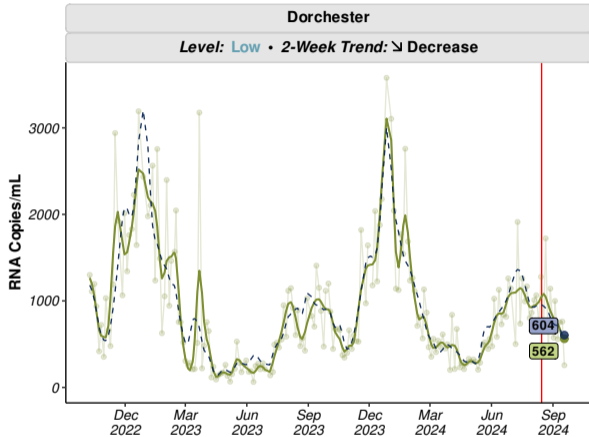 Dorchester
Level: Low • 2-Week Trend: ↘ Decrease
RNA Copies/mL
3000
2000
1000
0
604
562
Dec 2022
Mar 2023
Jun 2023
Sep 2023
Dec 2023
Mar 2024
Jun 2024
Sep 2024